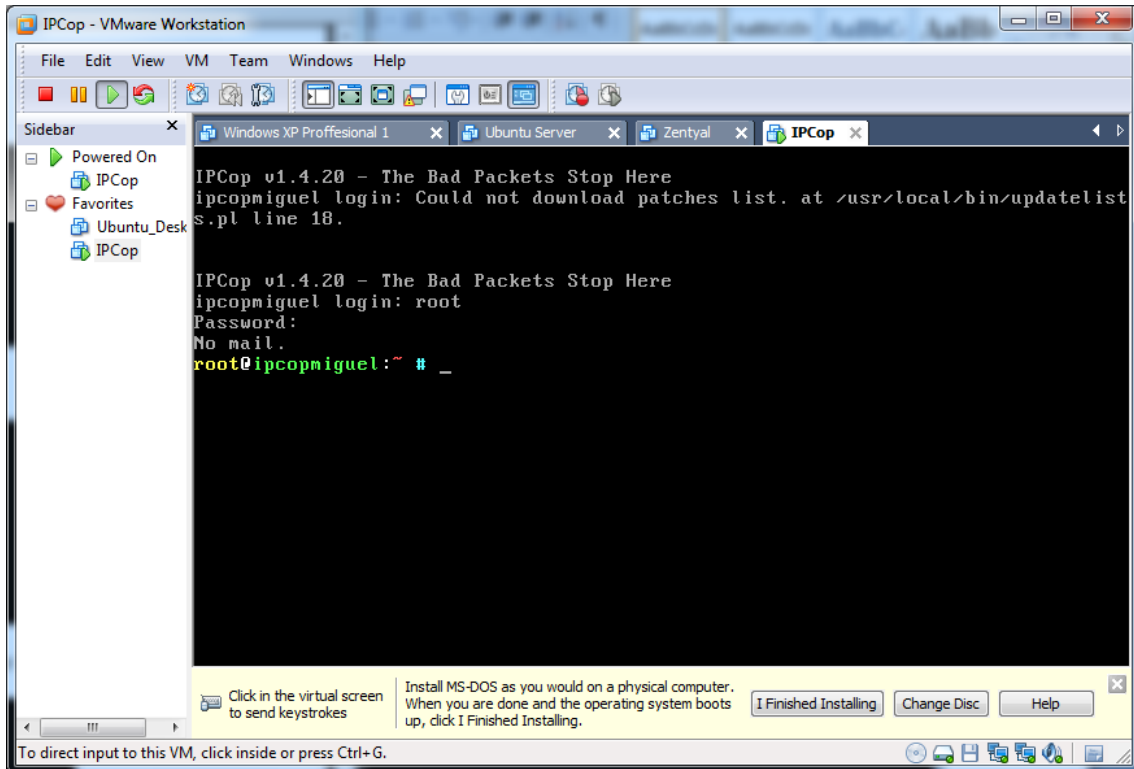 IPCop - VMware Workstation
File Edit View VM Team Windows Help
Sidebar
Powered On
IPCop
Favorites
Ubuntu_Desk
IPCop
Windows XP Proffesional 1
Ubuntu Server
Zentyal
IPCop
IPCop v1.4.20 - The Bad Packets Stop Here
ipcopmiguel login: Could not download patches list. at /usr/local/bin/updatelist
s.pl line 18.
IPCop v1.4.20 - The Bad Packets Stop Here
ipcopmiguel login: root
Password:
No mail.
root@ipcopmiguel:~ # _
Click in the virtual screen
to send keystrokes
Install MS-DOS as you would on a physical computer.
When you are done and the operating system boots
up, click I Finished Installing.
I Finished Installing
Change Disc
Help
To direct input to this VM, click inside or press Ctrl+G.